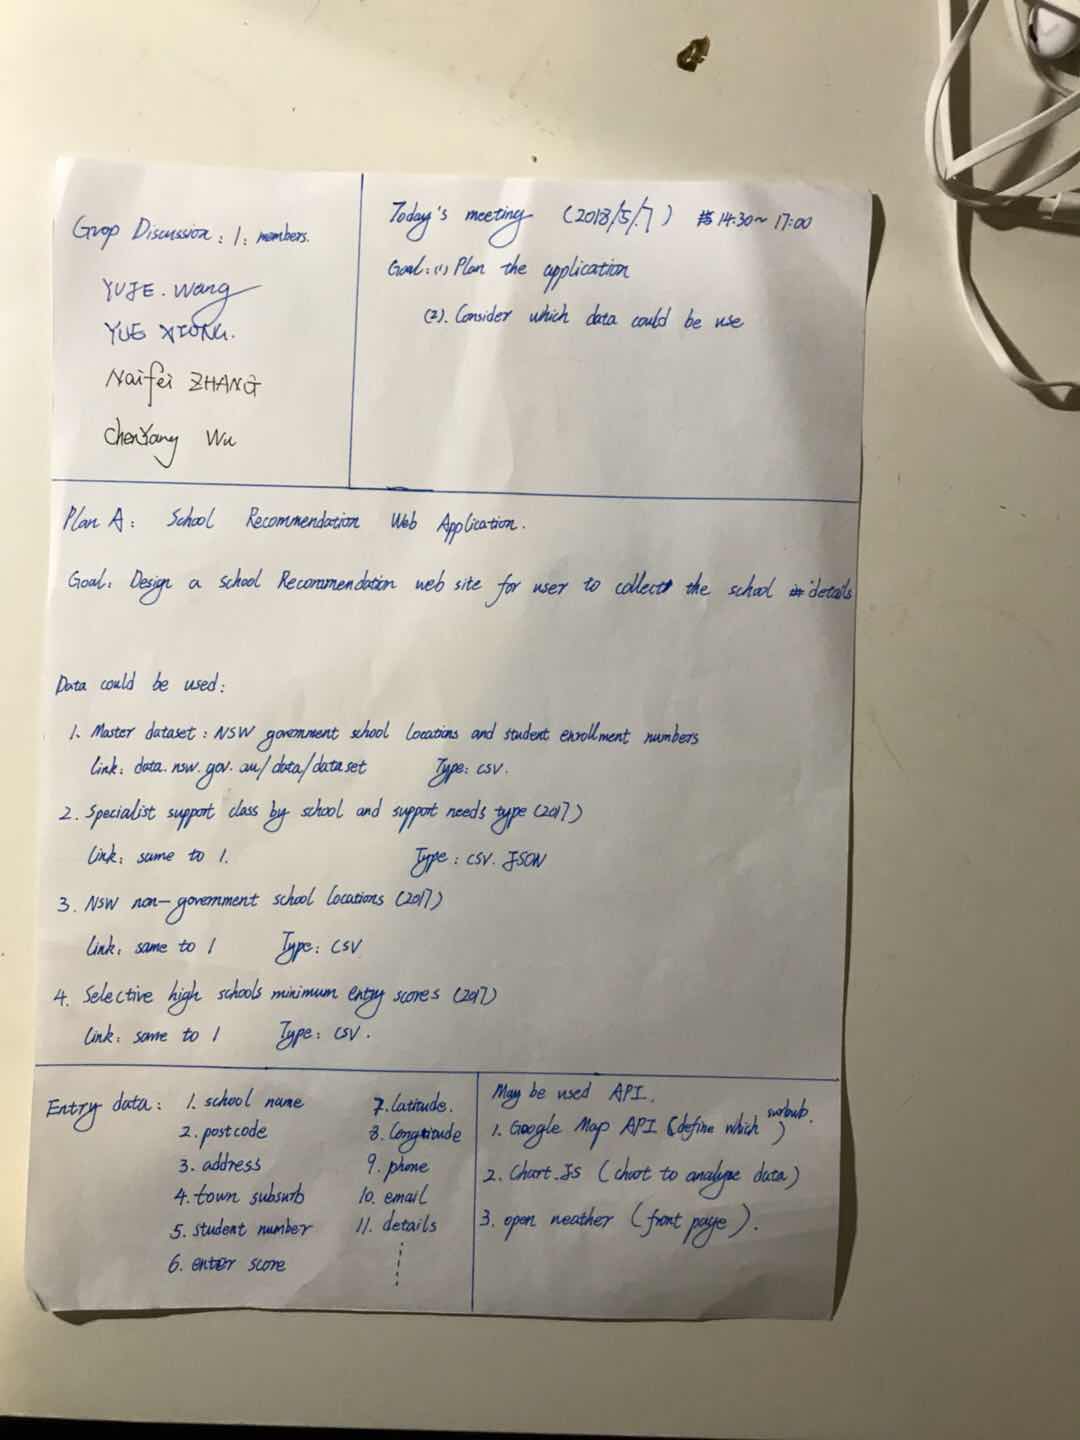 Grop Discussion: 1: members.
YUJE. Wang
YUE XIONG.
Naifei ZHANG
ChenYang Wu
Today's meeting (2018/5/7) 14:30~17:00
Goal: (1) Plan the application
(2). Consider which data could be use
Plan A: School Recommendation Web Application.
Goal: Design a school Recommendation web site for user to collect the school details
Data could be used:
1. Master dataset: NSW government school locations and student enrollment numbers
Link: data.nsw.gov.au/data/dataset Type: CSV.
2. Specialist support class by school and support needs type (2017)
Link: same to 1. Type: CSV. JSON
3. NSW non-government school locations (2017)
Link: same to 1 Type: CSV
4. Selective high schools minimum entry scores (2017)
Link: same to 1 Type: CSV.
Entry data: 1. school name
2. postcode
3. address
4. town subsurb
5. student number
6. enter score
7. Latitude.
8. Longtitude
9. phone
10. email
11. details
May be used API.
1. Google Map API (define which surbub.)
2. Chart.JS (chart to analyse data)
3. open neather (front page).